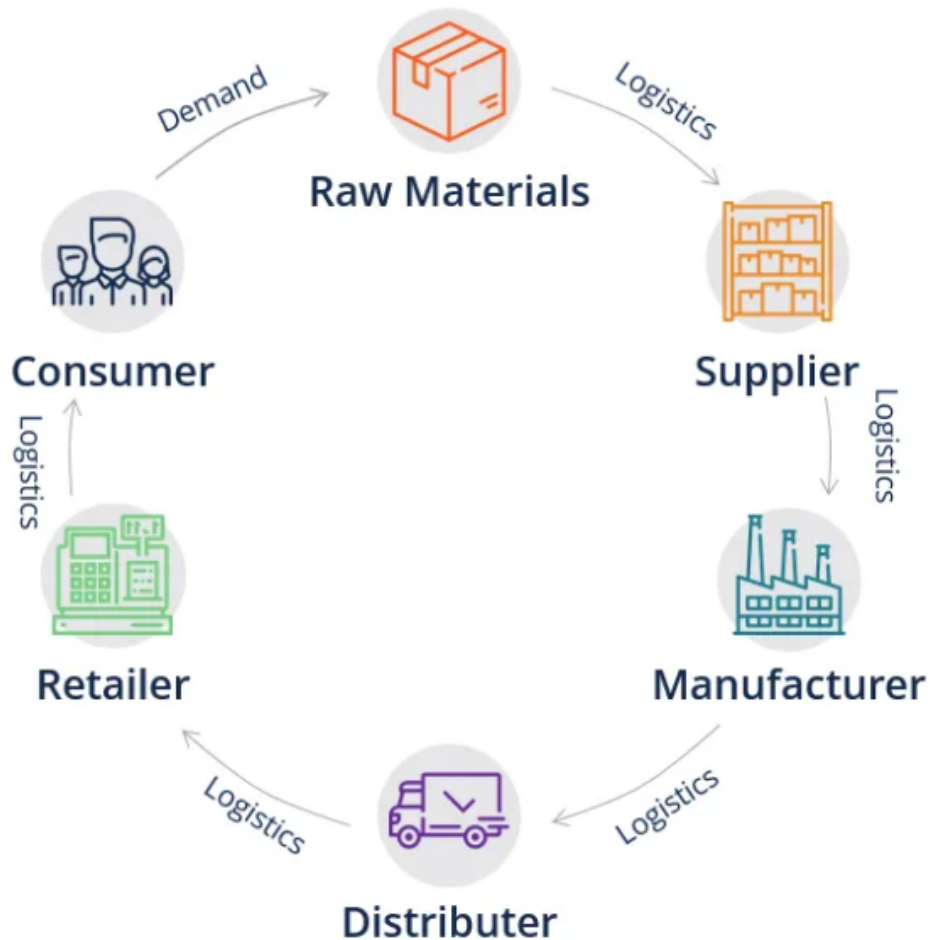 Demand
Logistics
Raw Materials
Consumer
Supplier
Logistics
Logistics
Retailer
Manufacturer
Logistics
Logistics
Distributer